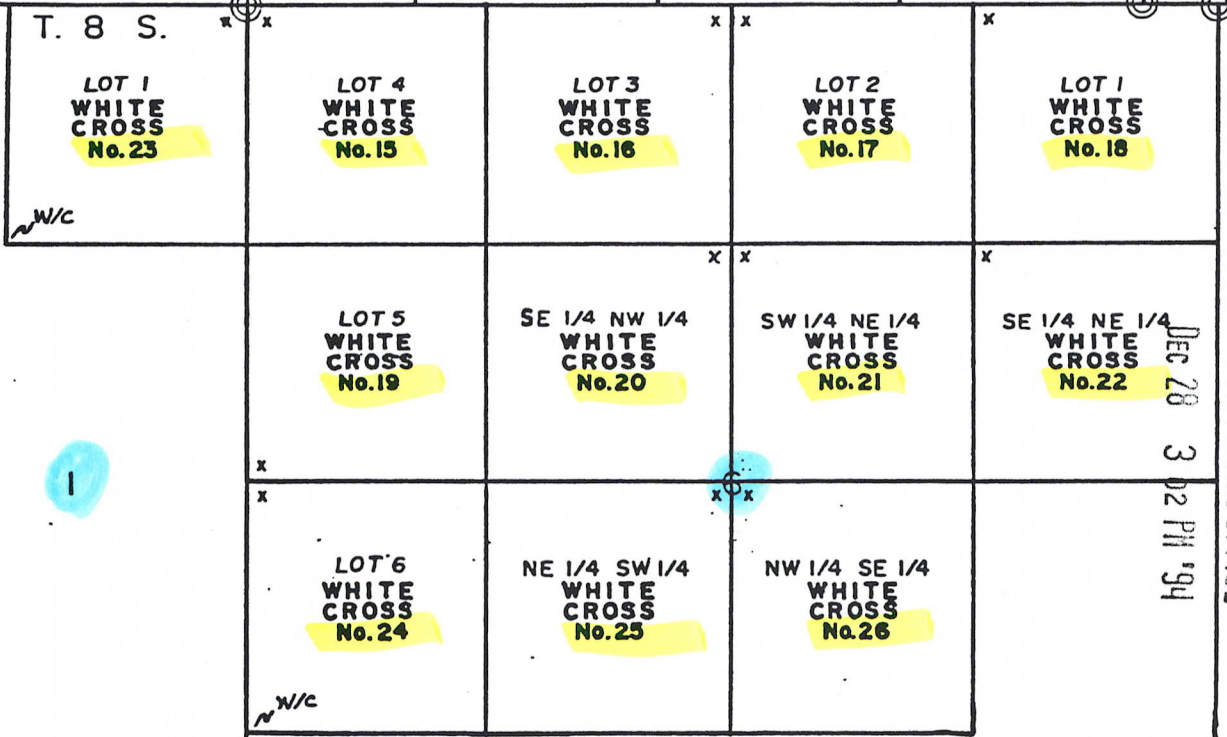 T. 8 S.
LOT 1
WHITE
CROSS
No. 23
W/C
x
x
LOT 4
WHITE
CROSS
No. 15
x
LOT 3
WHITE
CROSS
No. 16
x
LOT 2
WHITE
CROSS
No. 17
x
LOT 1
WHITE
CROSS
No. 18
LOT 5
WHITE
CROSS
No. 19
x
x
SE 1/4 NW 1/4
WHITE
CROSS
No. 20
x
SW 1/4 NE 1/4
WHITE
CROSS
No. 21
x
SE 1/4 NE 1/4
WHITE
CROSS
No. 22
1
6
x
LOT 6
WHITE
CROSS
No. 24
W/C
x
NE 1/4 SW 1/4
WHITE
CROSS
No. 25
x
NW 1/4 SE 1/4
WHITE
CROSS
No. 26
DEC 28 3 02 PM '94